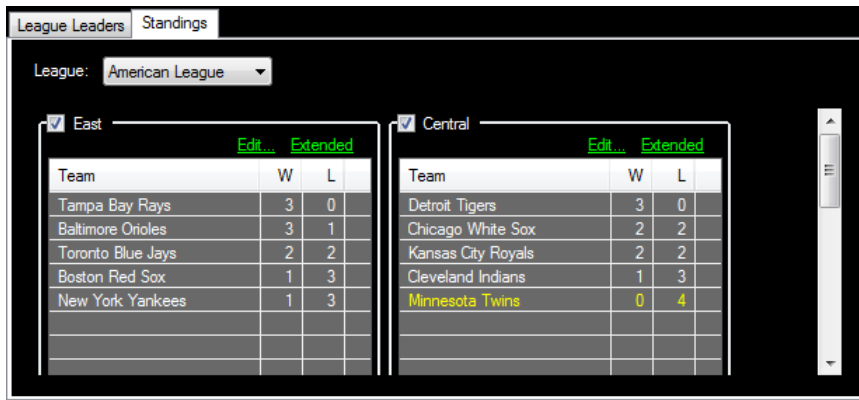 League Leaders Standings
League: American League
East
Edit... Extended
Team W L
Tampa Bay Rays 3 0
Baltimore Orioles 3 1
Toronto Blue Jays 2 2
Boston Red Sox 1 3
New York Yankees 1 3
Central
Edit... Extended
Team W L
Detroit Tigers 3 0
Chicago White Sox 2 2
Kansas City Royals 2 2
Cleveland Indians 1 3
Minnesota Twins 0 4